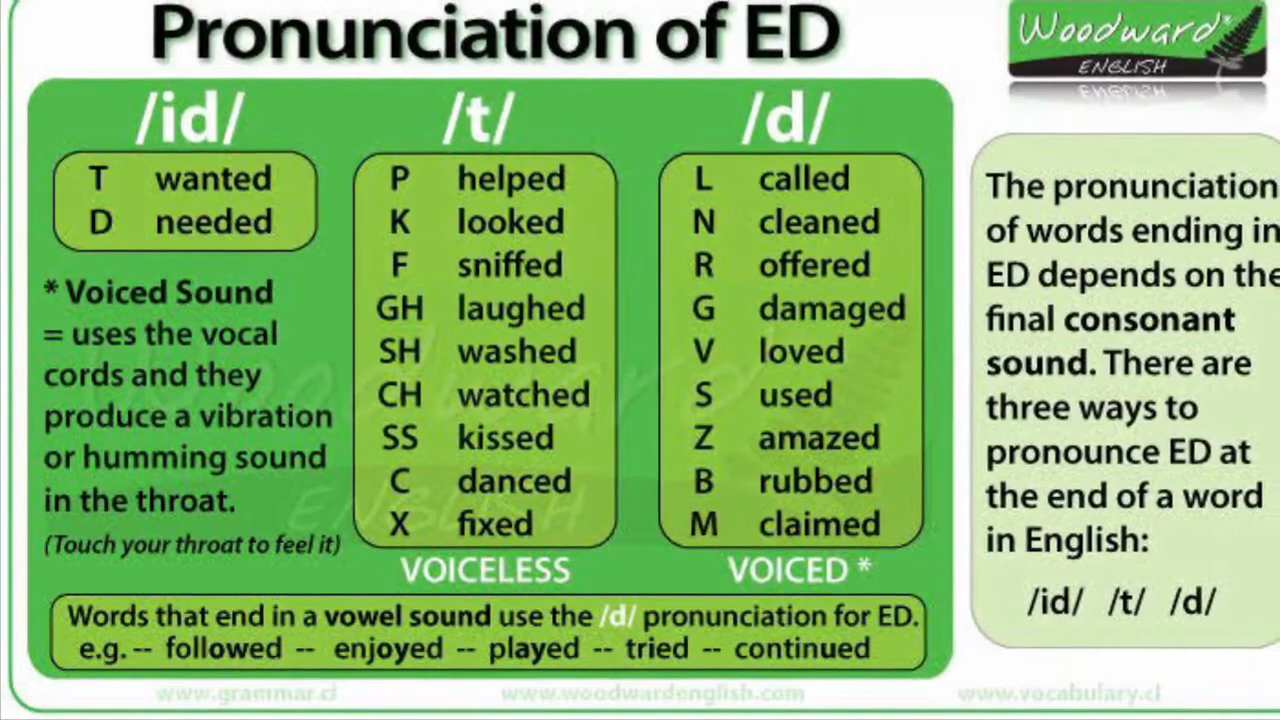 Pronunciation of ED
Woodward®
ENGLISH
/id/
T wanted
D needed
* Voiced Sound
= uses the vocal
cords and they
produce a vibration
or humming sound
in the throat.
(Touch your throat to feel it)
/t/
P helped
K looked
F sniffed
GH laughed
SH washed
CH watched
SS kissed
C danced
X fixed
VOICELESS
/d/
L called
N cleaned
R offered
G damaged
V loved
S used
Z amazed
B rubbed
M claimed
VOICED *
Words that end in a vowel sound use the /d/ pronunciation for ED.
e.g. -- followed -- enjoyed -- played -- tried -- continued
The pronunciation
of words ending in
ED depends on the
final consonant
sound. There are
three ways to
pronounce ED at
the end of a word
in English:
/id/ /t/ /d/
www.grammar.cl www.woodwardenglish.com www.vocabulary.cl